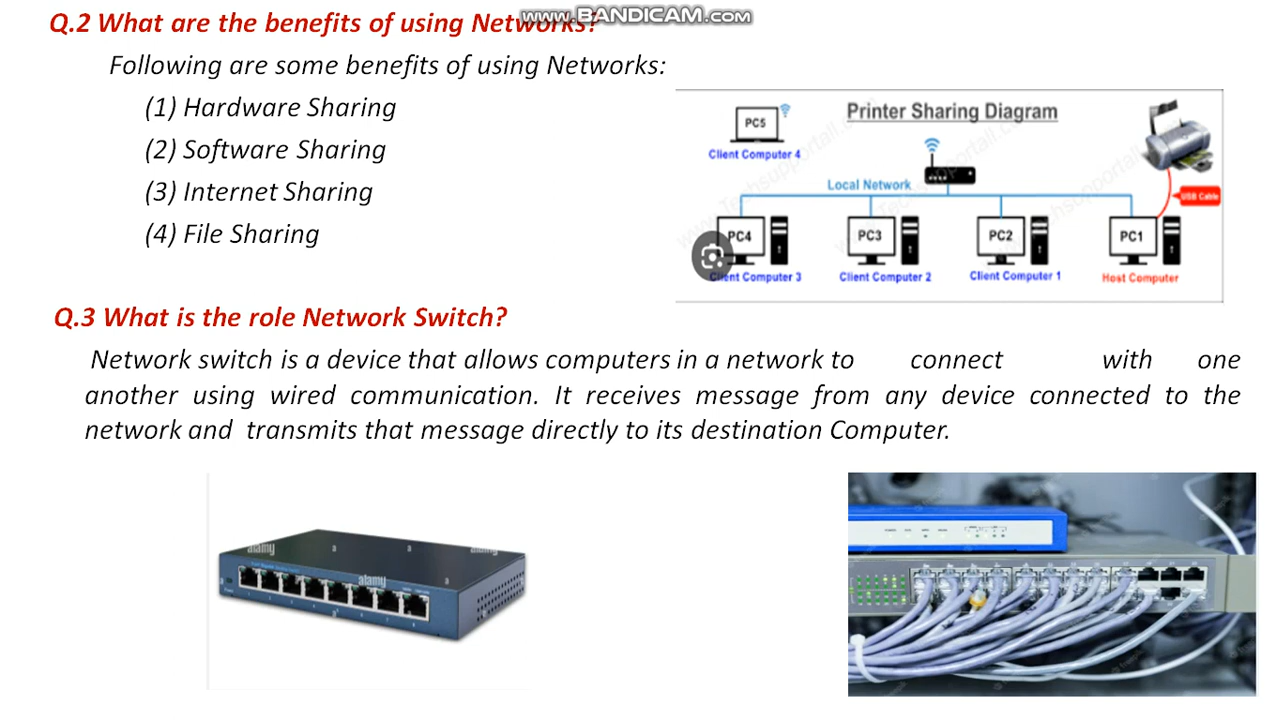 www.BANDICAM.com
Q.2 What are the benefits of using Networks?
Following are some benefits of using Networks:
(1) Hardware Sharing
(2) Software Sharing
(3) Internet Sharing
(4) File Sharing
Printer Sharing Diagram
PC5
Client Computer 4
Local Network
USB Cable
PC4
PC3
PC2
PC1
Client Computer 3
Client Computer 2
Client Computer 1
Host Computer
Q.3 What is the role Network Switch?
Network switch is a device that allows computers in a network to connect with one
another using wired communication. It receives message from any device connected to the
network and transmits that message directly to its destination Computer.
alamy
alamy
alamy